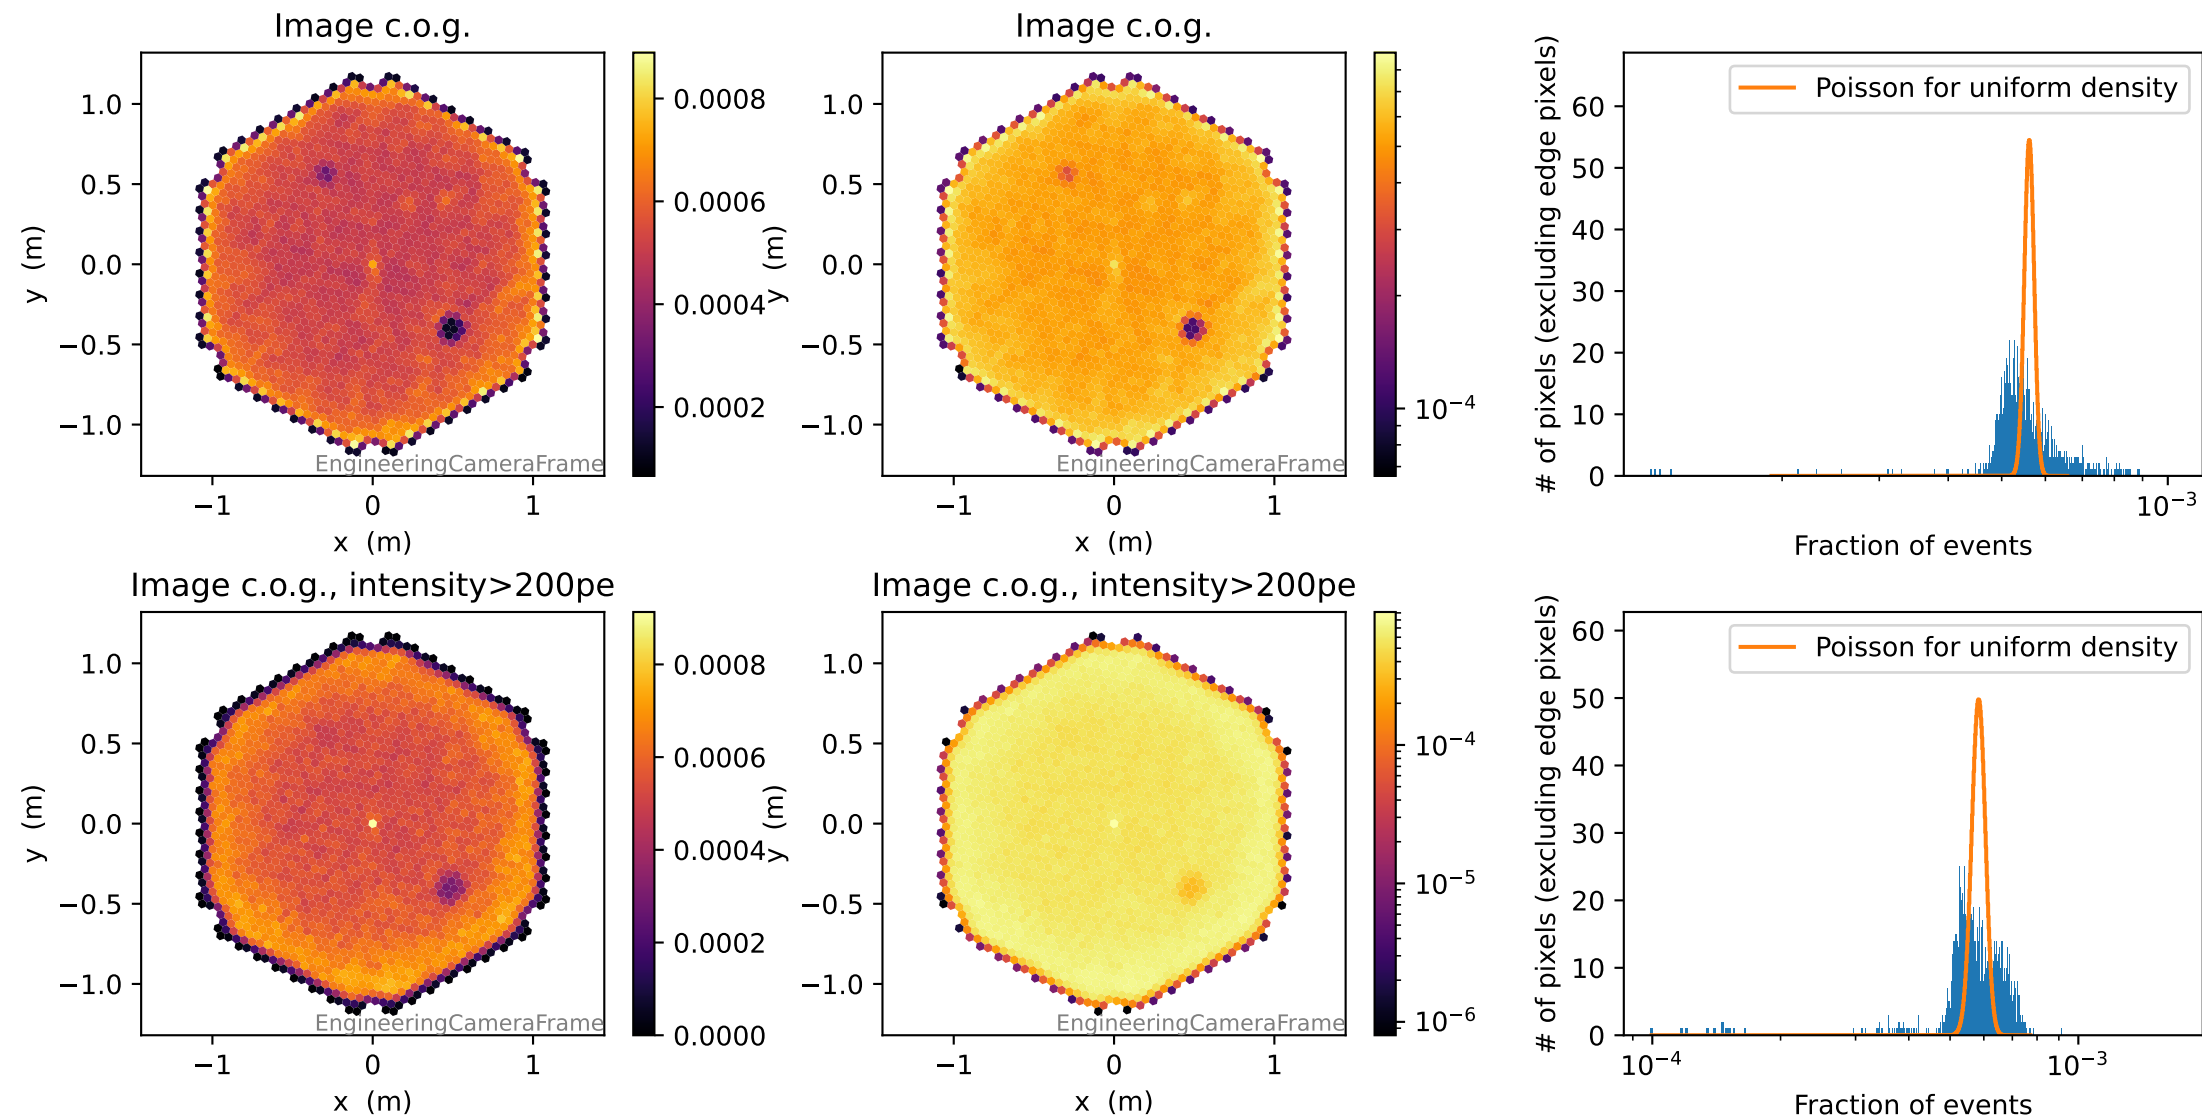 Image c.o.g.
1.0
0.5
0.0
−0.5
−1.0
y (m)
−1
0
1
x (m)
EngineeringCameraFrame
0.0008
0.0006
0.0004
0.0002
Image c.o.g.
1.0
0.5
0.0
−0.5
−1.0
y (m)
−1
0
1
x (m)
EngineeringCameraFrame
10⁻⁴
# of pixels (excluding edge pixels)
60
50
40
30
20
10
0
Poisson for uniform density
10⁻³
Fraction of events
Image c.o.g., intensity>200pe
1.0
0.5
0.0
−0.5
−1.0
y (m)
−1
0
1
x (m)
EngineeringCameraFrame
0.0008
0.0006
0.0004
0.0002
0.0000
Image c.o.g., intensity>200pe
1.0
0.5
0.0
−0.5
−1.0
y (m)
−1
0
1
x (m)
EngineeringCameraFrame
10⁻⁴
10⁻⁵
10⁻⁶
# of pixels (excluding edge pixels)
60
50
40
30
20
10
0
Poisson for uniform density
10⁻⁴
10⁻³
Fraction of events